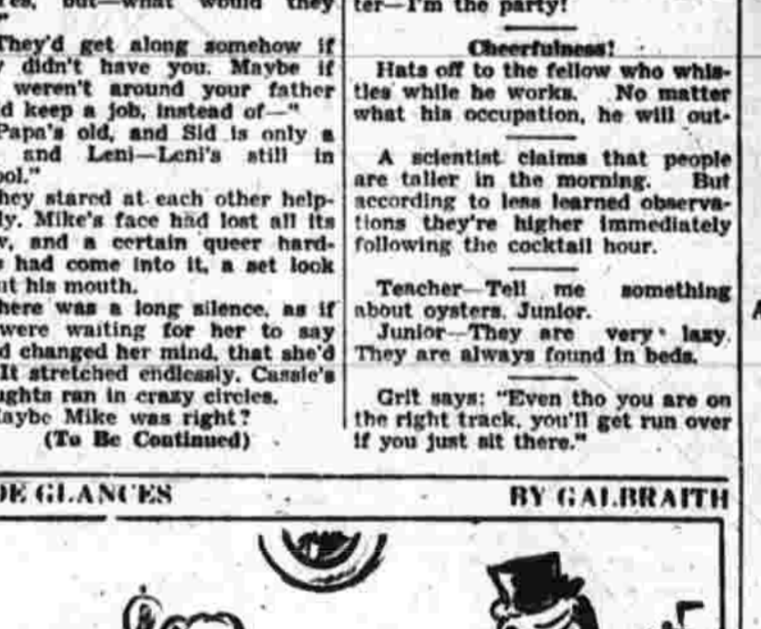 es, but—what would they
"
They'd get along somehow if
y didn't have you. Maybe if
weren't around your father
d keep a job, instead of—"
Papa's old, and Sid is only a
and Leni—Leni's still in
ool."
hey stared at each other help-
ly. Mike's face had lost all its
w, and a certain queer hard-
s had come into it, a set look
ut his mouth.
here was a long silence, as if
were waiting for her to say
d changed her mind, that she'd
It stretched endlessly. Cassie's
ughts ran in crazy circles.
aybe Mike was right?
(To Be Continued)
ter—I'm the party!
Cheerfulness!
Hats off to the fellow who whis-
tles while he works. No matter
what his occupation, he will out-
A scientist claims that people
are taller in the morning. But
according to less learned observa-
tions they're higher immediately
following the cocktail hour.
Teacher—Tell me something
about oysters, Junior.
Junior—They are very lazy.
They are always found in beds.
Grit says: "Even tho you are on
the right track, you'll get run over
if you just sit there."
DE GLANCES BY GALBRAITH